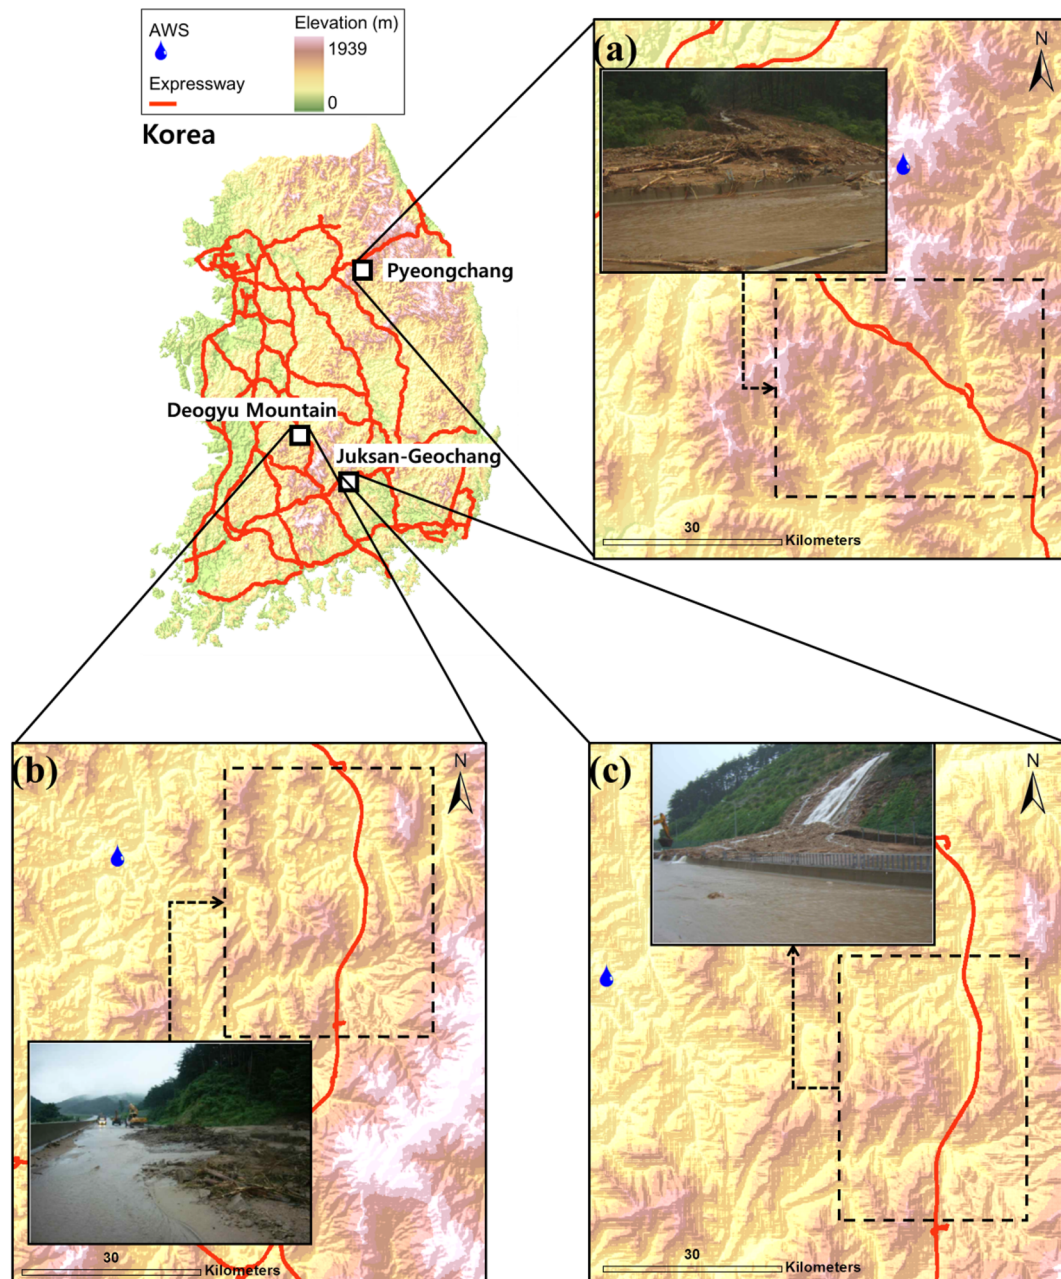 AWS
Expressway
Elevation (m)
1939
0
Korea
Pyeongchang
Deogyu Mountain
Juksan-Geochang
(a)
N
30
Kilometers
(b)
N
30
Kilometers
(c)
N
30
Kilometers